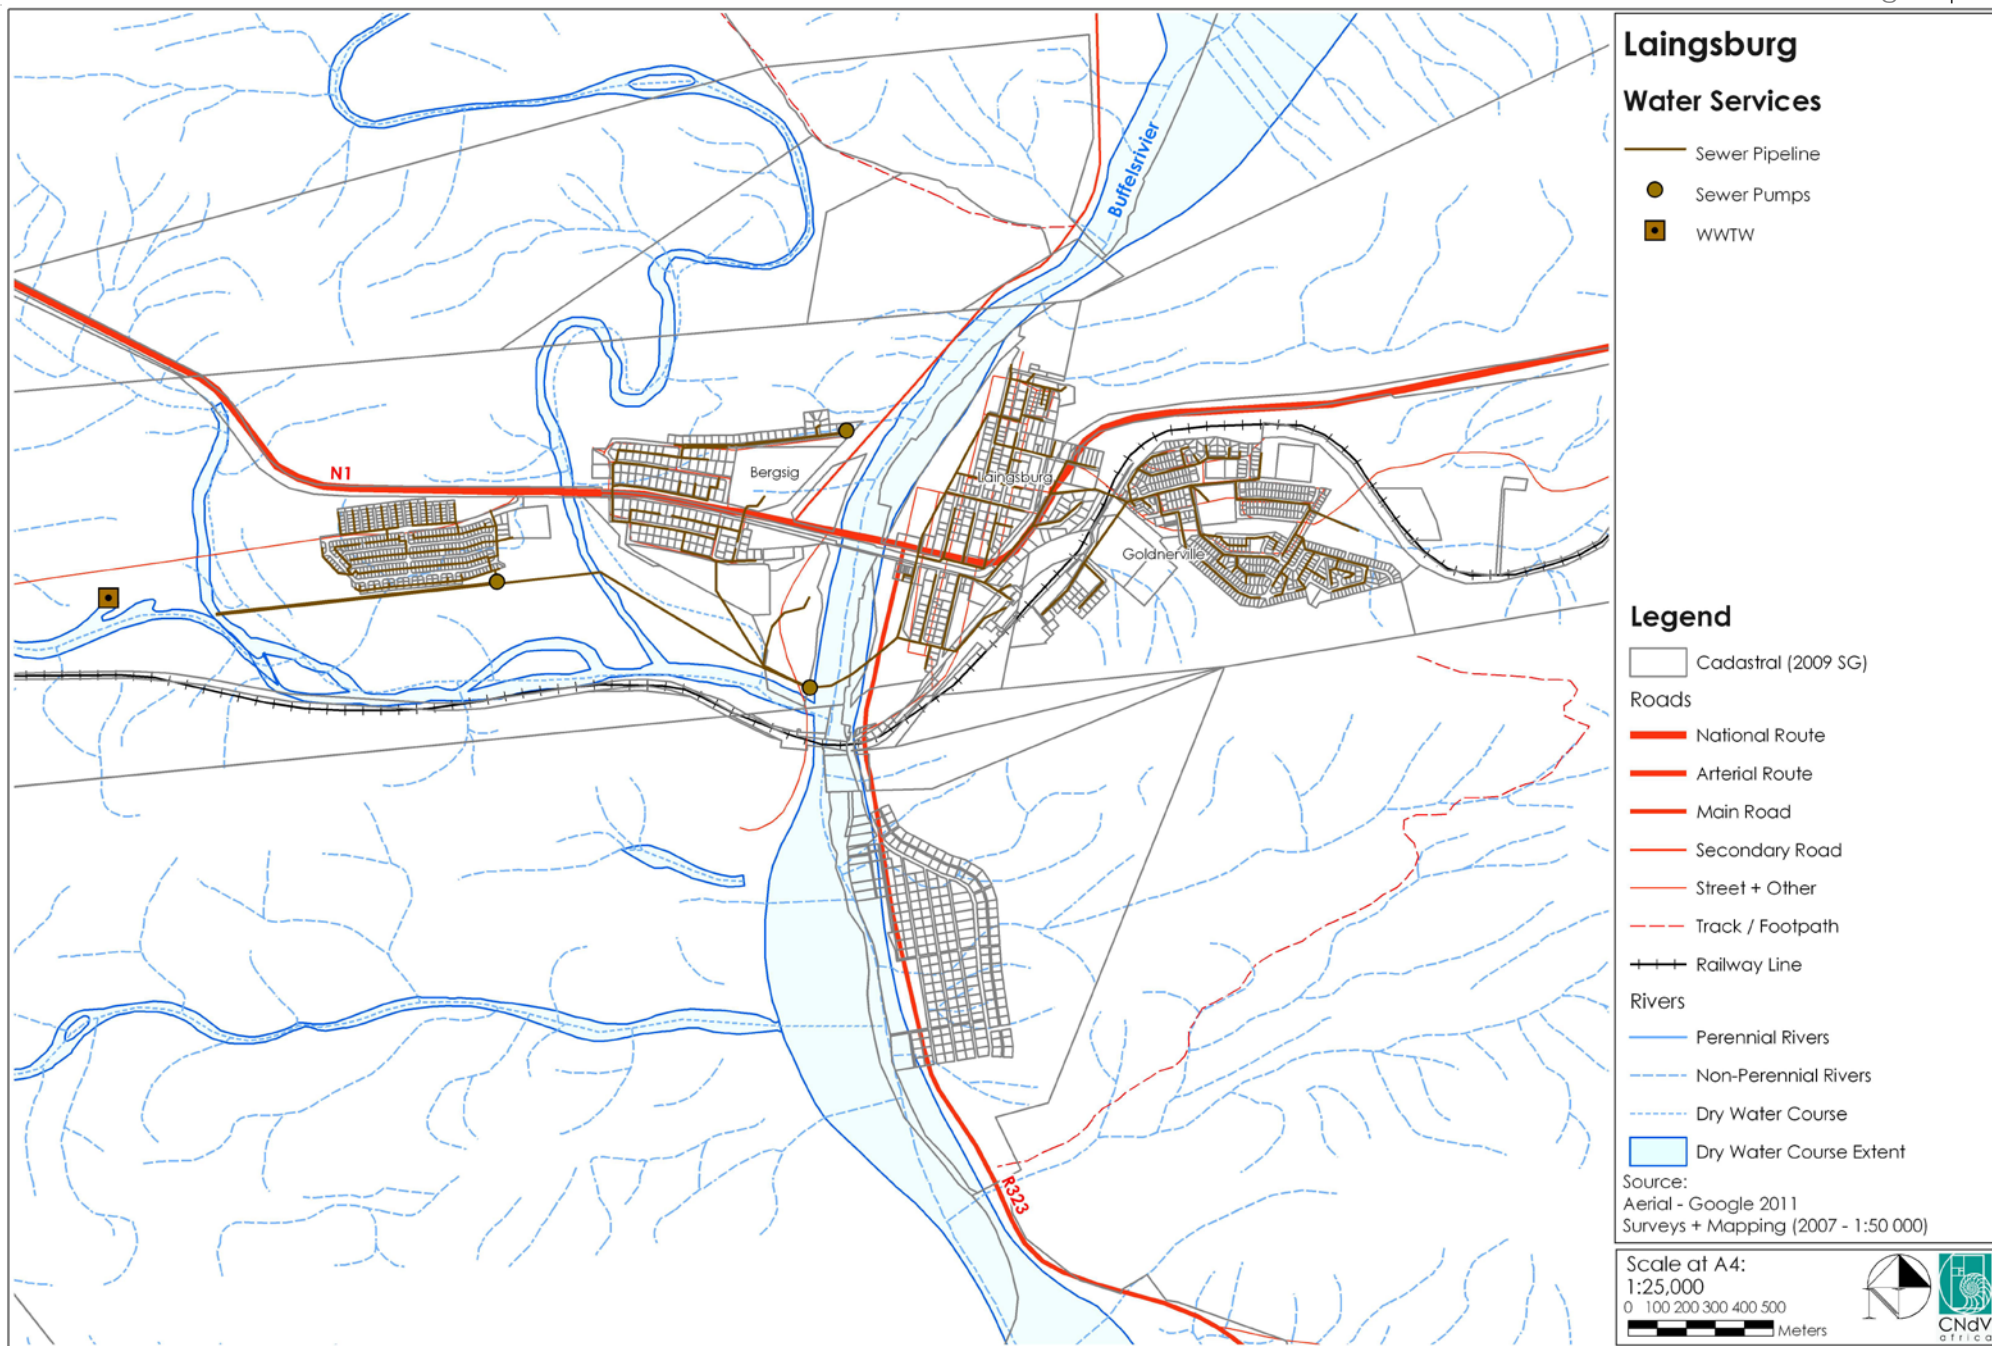 Laingsburg
Water Services
Sewer Pipeline
Sewer Pumps
WWTW
Buffelsrivier
N1
Bergsig
Laingsburg
Goldnerville
R323
Legend
Cadastral (2009 SG)
Roads
National Route
Arterial Route
Main Road
Secondary Road
Street + Other
Track / Footpath
Railway Line
Rivers
Perennial Rivers
Non-Perennial Rivers
Dry Water Course
Dry Water Course Extent
Source:
Aerial - Google 2011
Surveys + Mapping (2007 - 1:50 000)
Scale at A4:
1:25,000
0 100 200 300 400 500
Meters
N
CNdV
africa